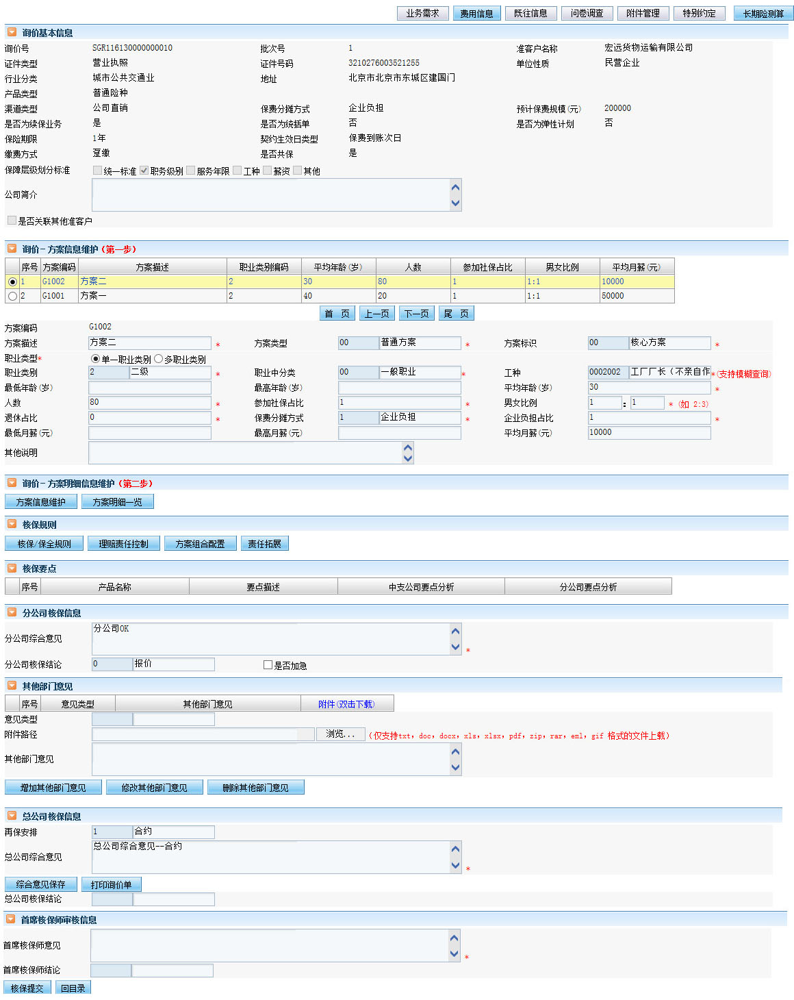 业务需求 费用信息 既往信息 问卷调查 附件管理 特别约定 长期险测算
询价基本信息
询价号 SGR116130000000010 批次号 1 准客户名称 宏远货物运输有限公司
证件类型 营业执照 证件号码 3210276003521255 单位性质 民营企业
行业分类 城市公共交通业 地址 北京市北京市东城区建国门
产品类型 普通险种
渠道类型 公司直销 保费分摊方式 企业负担 预计保费规模(元) 200000
是否为续保业务 是 是否为统括单 否 是否为弹性计划 否
保险期限 1年 契约生效日类型 保费到账次日
缴费方式 趸缴 是否共保 是
保障层级划分标准 统一标准 职务级别 服务年限 工种 薪资 其他
公司简介
是否关联其他准客户
询价-方案信息维护(第一步)
序号 方案编码 方案描述 职业类别编码 平均年龄(岁) 人数 参加社保占比 男女比例 平均月薪(元)
1 G1002 方案二 2 30 80 1 1:1 10000
2 G1001 方案一 2 40 20 1 1:1 50000
首 页 上一页 下一页 尾 页
方案编码 G1002
方案描述 方案二 * 方案类型 00 普通方案 * 方案标识 00 核心方案 *
职业类型* 单一职业类别 多职业类别
职业类别 2 二级 * 职业中分类 00 一般职业 * 工种 0002002 工厂厂长（不亲自作 *(支持模糊查询)
最低年龄(岁) 最高年龄(岁) 平均年龄(岁) 30 *
人数 80 * 参加社保占比 1 * 男女比例 1 : 1 * (如 2:3)
退休占比 0 * 保费分摊方式 1 企业负担 * 企业负担占比 1 *
最低月薪(元) 最高月薪(元) 平均月薪(元) 10000
其他说明
询价-方案明细信息维护(第二步)
方案信息维护 方案明细一览
核保规则
核保/保全规则 理赔责任控制 方案组合配置 责任拓展
核保要点
序号 产品名称 要点描述 中支公司要点分析 分公司要点分析
分公司核保信息
分公司综合意见 分公司OK *
分公司核保结论 0 报价 是否加急
其他部门意见
序号 意见类型 其他部门意见 附件(双击下载)
意见类型
附件路径 浏览... (仅支持txt, doc, docx, xls, xlsx, pdf, zip, rar, eml, gif 格式的文件上载)
其他部门意见
增加其他部门意见 修改其他部门意见 删除其他部门意见
总公司核保信息
再保安排 1 合约
总公司综合意见 总公司综合意见--合约 *
综合意见保存 打印询价单
总公司核保结论
首席核保师审核信息
首席核保师意见 *
首席核保师结论
核保提交 回目录